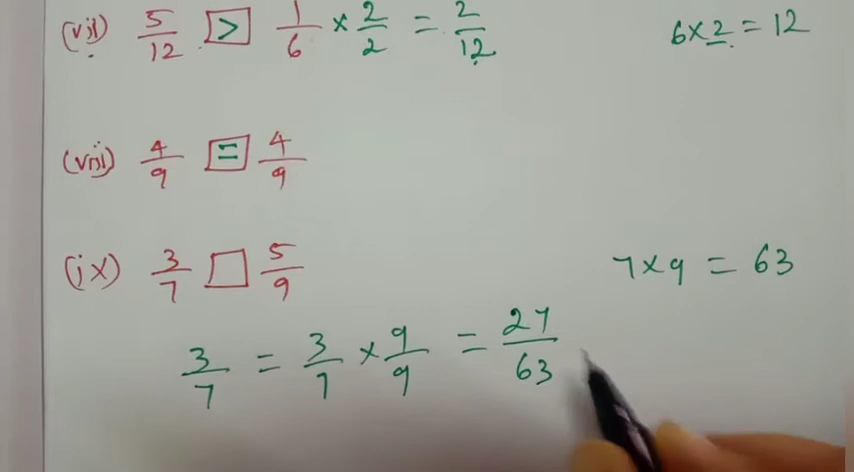 (vii) 5/12 > 1/6 × 2/2 = 2/12 6×2 = 12
(viii) 4/9 = 4/9
(ix) 3/7 □ 5/9 7×9 = 63
3/7 = 3/7 × 9/9 = 27/63